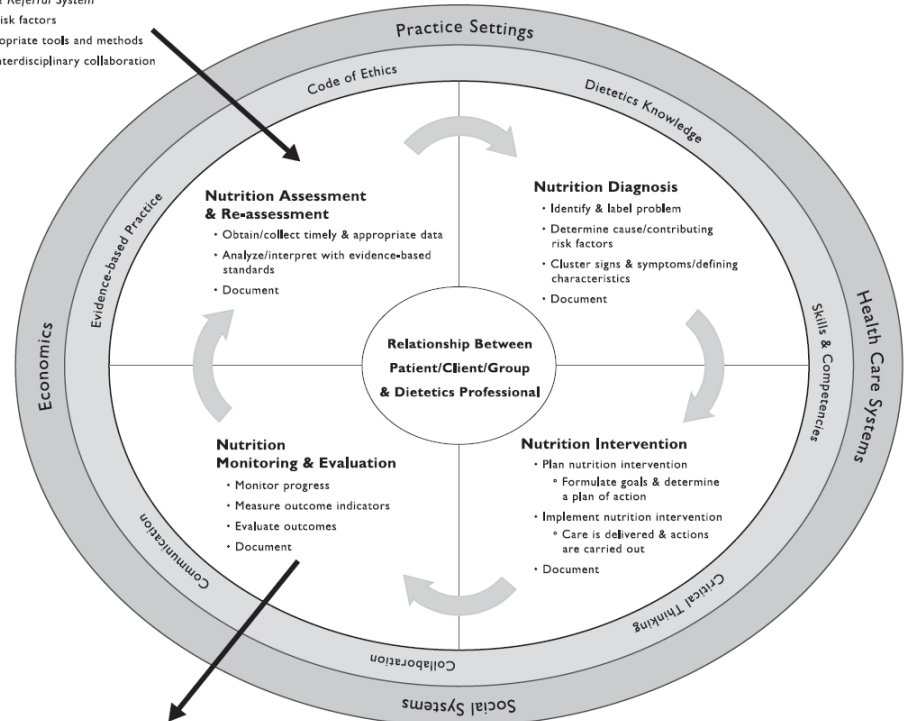 Referral System
isk factors
opriate tools and methods
nterdisciplinary collaboration
Practice Settings
Code of Ethics
Dietetics Knowledge
Nutrition Assessment
& Re-assessment
• Obtain/collect timely & appropriate data
• Analyze/interpret with evidence-based
standards
• Document
Nutrition Diagnosis
• Identify & label problem
• Determine cause/contributing
risk factors
• Cluster signs & symptoms/defining
characteristics
• Document
Evidence-based Practice
Economics
Relationship Between
Patient/Client/Group
& Dietetics Professional
Skills & Competencies
Health Care Systems
Nutrition
Monitoring & Evaluation
• Monitor progress
• Measure outcome indicators
• Evaluate outcomes
• Document
Nutrition Intervention
• Plan nutrition intervention
° Formulate goals & determine
a plan of action
• Implement nutrition intervention
° Care is delivered & actions
are carried out
• Document
Communication
Critical Thinking
Collaboration
Social Systems